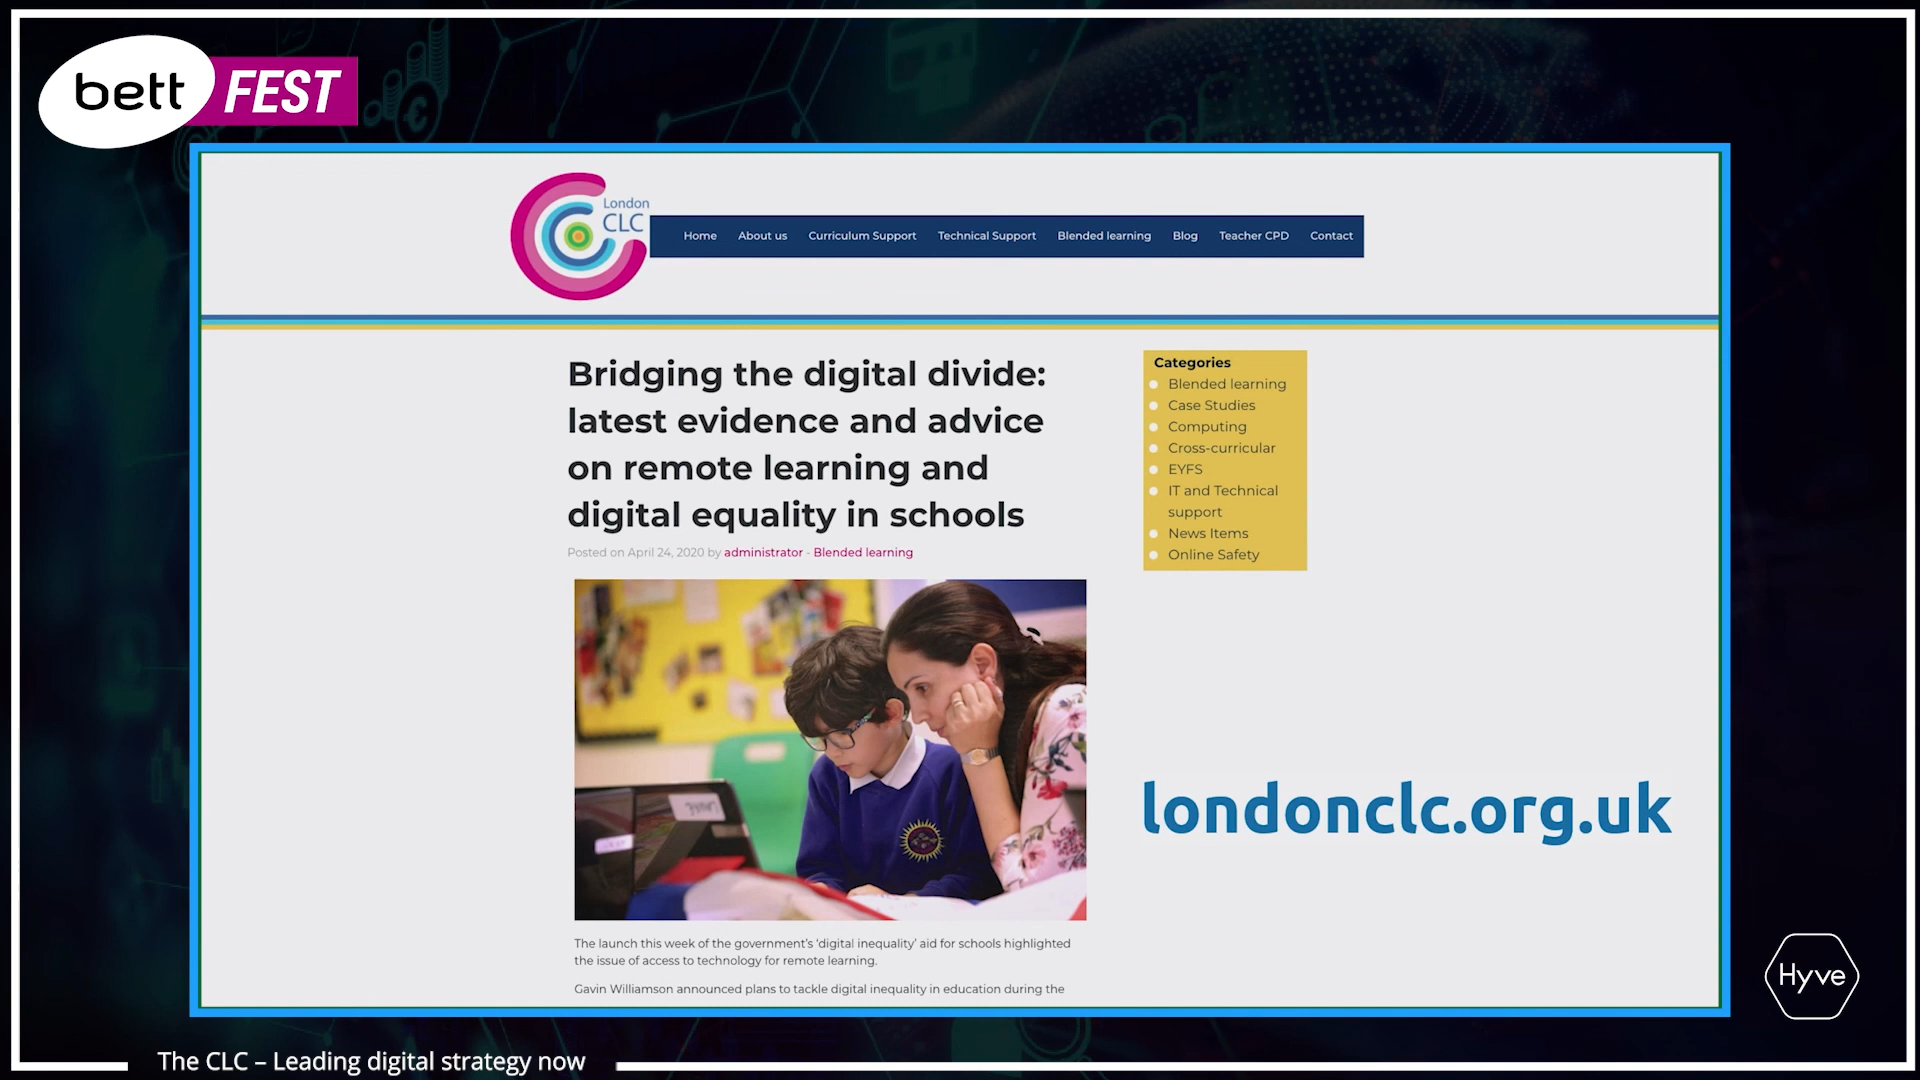 bett FEST
London
CLC
Home About us Curriculum Support Technical Support Blended learning Blog Teacher CPD Contact
Bridging the digital divide:
latest evidence and advice
on remote learning and
digital equality in schools
Posted on April 24, 2020 by administrator - Blended learning
Categories
Blended learning
Case Studies
Computing
Cross-curricular
EYFS
IT and Technical
support
News Items
Online Safety
londonclc.org.uk
The launch this week of the government's 'digital inequality' aid for schools highlighted
the issue of access to technology for remote learning.
Gavin Williamson announced plans to tackle digital inequality in education during the
Hyve
The CLC – Leading digital strategy now